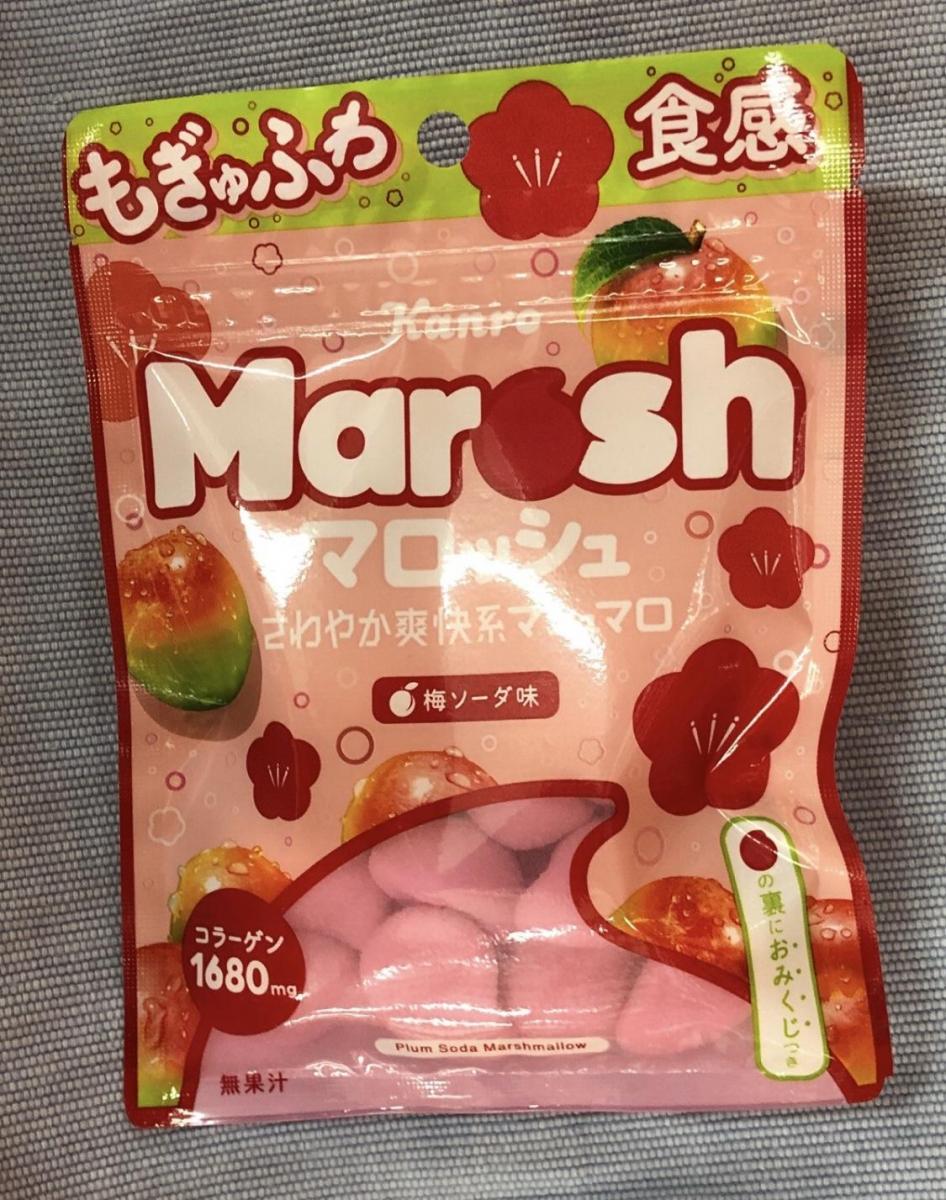 もぎゅふわ 食感
Kanro
Marosh
マロッシュ
さわやか爽快系マシュマロ
梅ソーダ味
の裏におみくじつき
コラーゲン
1680mg
Plum Soda Marshmallow
無果汁